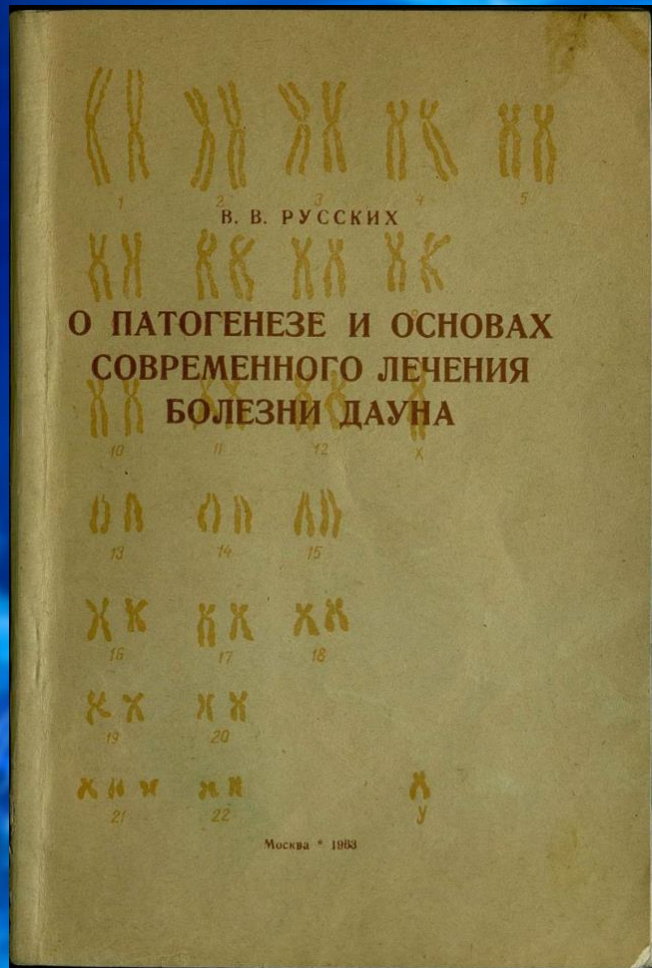 1 2 3 4 5
В. В. РУССКИХ
О ПАТОГЕНЕЗЕ И ОСНОВАХ
СОВРЕМЕННОГО ЛЕЧЕНИЯ
БОЛЕЗНИ ДАУНА
10 11 12 X
13 14 15
16 17 18
19 20
21 22 У
Москва * 1963